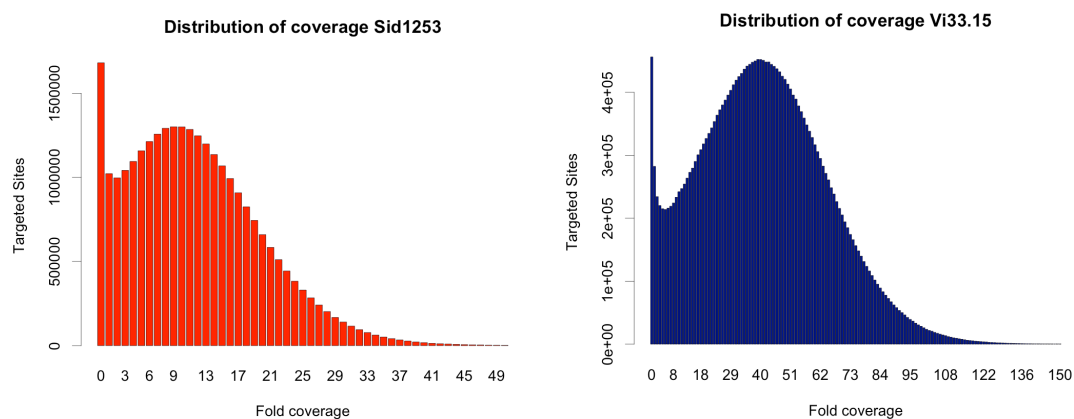 Distribution of coverage Sid1253
Targeted Sites
1500000
1000000
500000
0
0 3 6 9 13 17 21 25 29 33 37 41 45 49
Fold coverage
Distribution of coverage Vi33.15
Targeted Sites
4e+05
3e+05
2e+05
1e+05
0e+00
0 8 18 29 40 51 62 73 84 95 108 122 136 150
Fold coverage